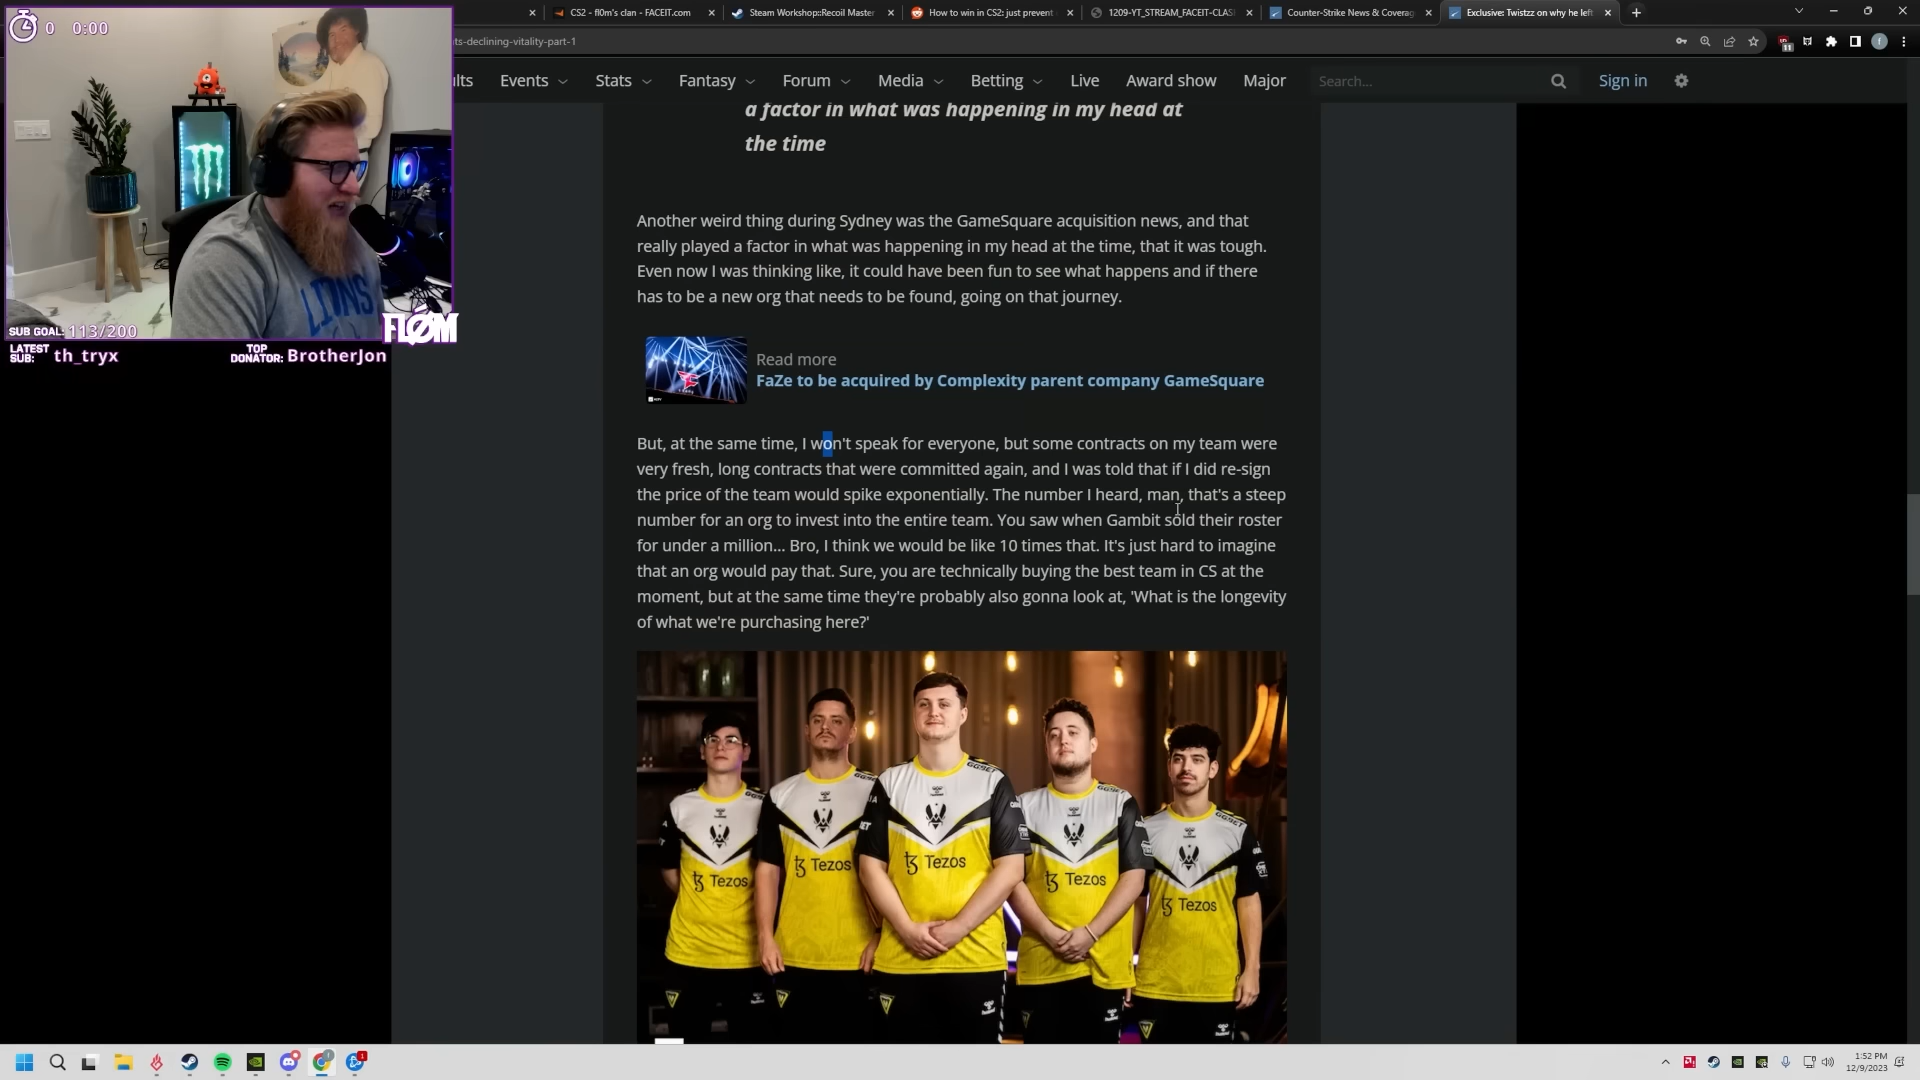 0 0:00
CS2 - fl0m's clan - FACEIT.com
Steam Workshop::Recoil Master
How to win in CS2: just prevent
1209-YT_STREAM_FACEIT-CLAS
Counter-Strike News & Coverag
Exclusive: Twistzz on why he left
ts-declining-vitality-part-1
11
ults Events Stats Fantasy Forum Media Betting Live Award show Major Search... Sign in
a factor in what was happening in my head at
the time
Another weird thing during Sydney was the GameSquare acquisition news, and that
really played a factor in what was happening in my head at the time, that it was tough.
Even now I was thinking like, it could have been fun to see what happens and if there
has to be a new org that needs to be found, going on that journey.
LIONS
SUB GOAL: 113/200
FLØM
LATEST SUB: th_tryx
TOP DONATOR: BrotherJon
Read more
FaZe to be acquired by Complexity parent company GameSquare
But, at the same time, I won't speak for everyone, but some contracts on my team were
very fresh, long contracts that were committed again, and I was told that if I did re-sign
the price of the team would spike exponentially. The number I heard, man, that's a steep
number for an org to invest into the entire team. You saw when Gambit sold their roster
for under a million... Bro, I think we would be like 10 times that. It's just hard to imagine
that an org would pay that. Sure, you are technically buying the best team in CS at the
moment, but at the same time they're probably also gonna look at, 'What is the longevity
of what we're purchasing here?'
GGBET
Tezos
Tezos
Tezos
Tezos
Tezos
1:52 PM
12/9/2023